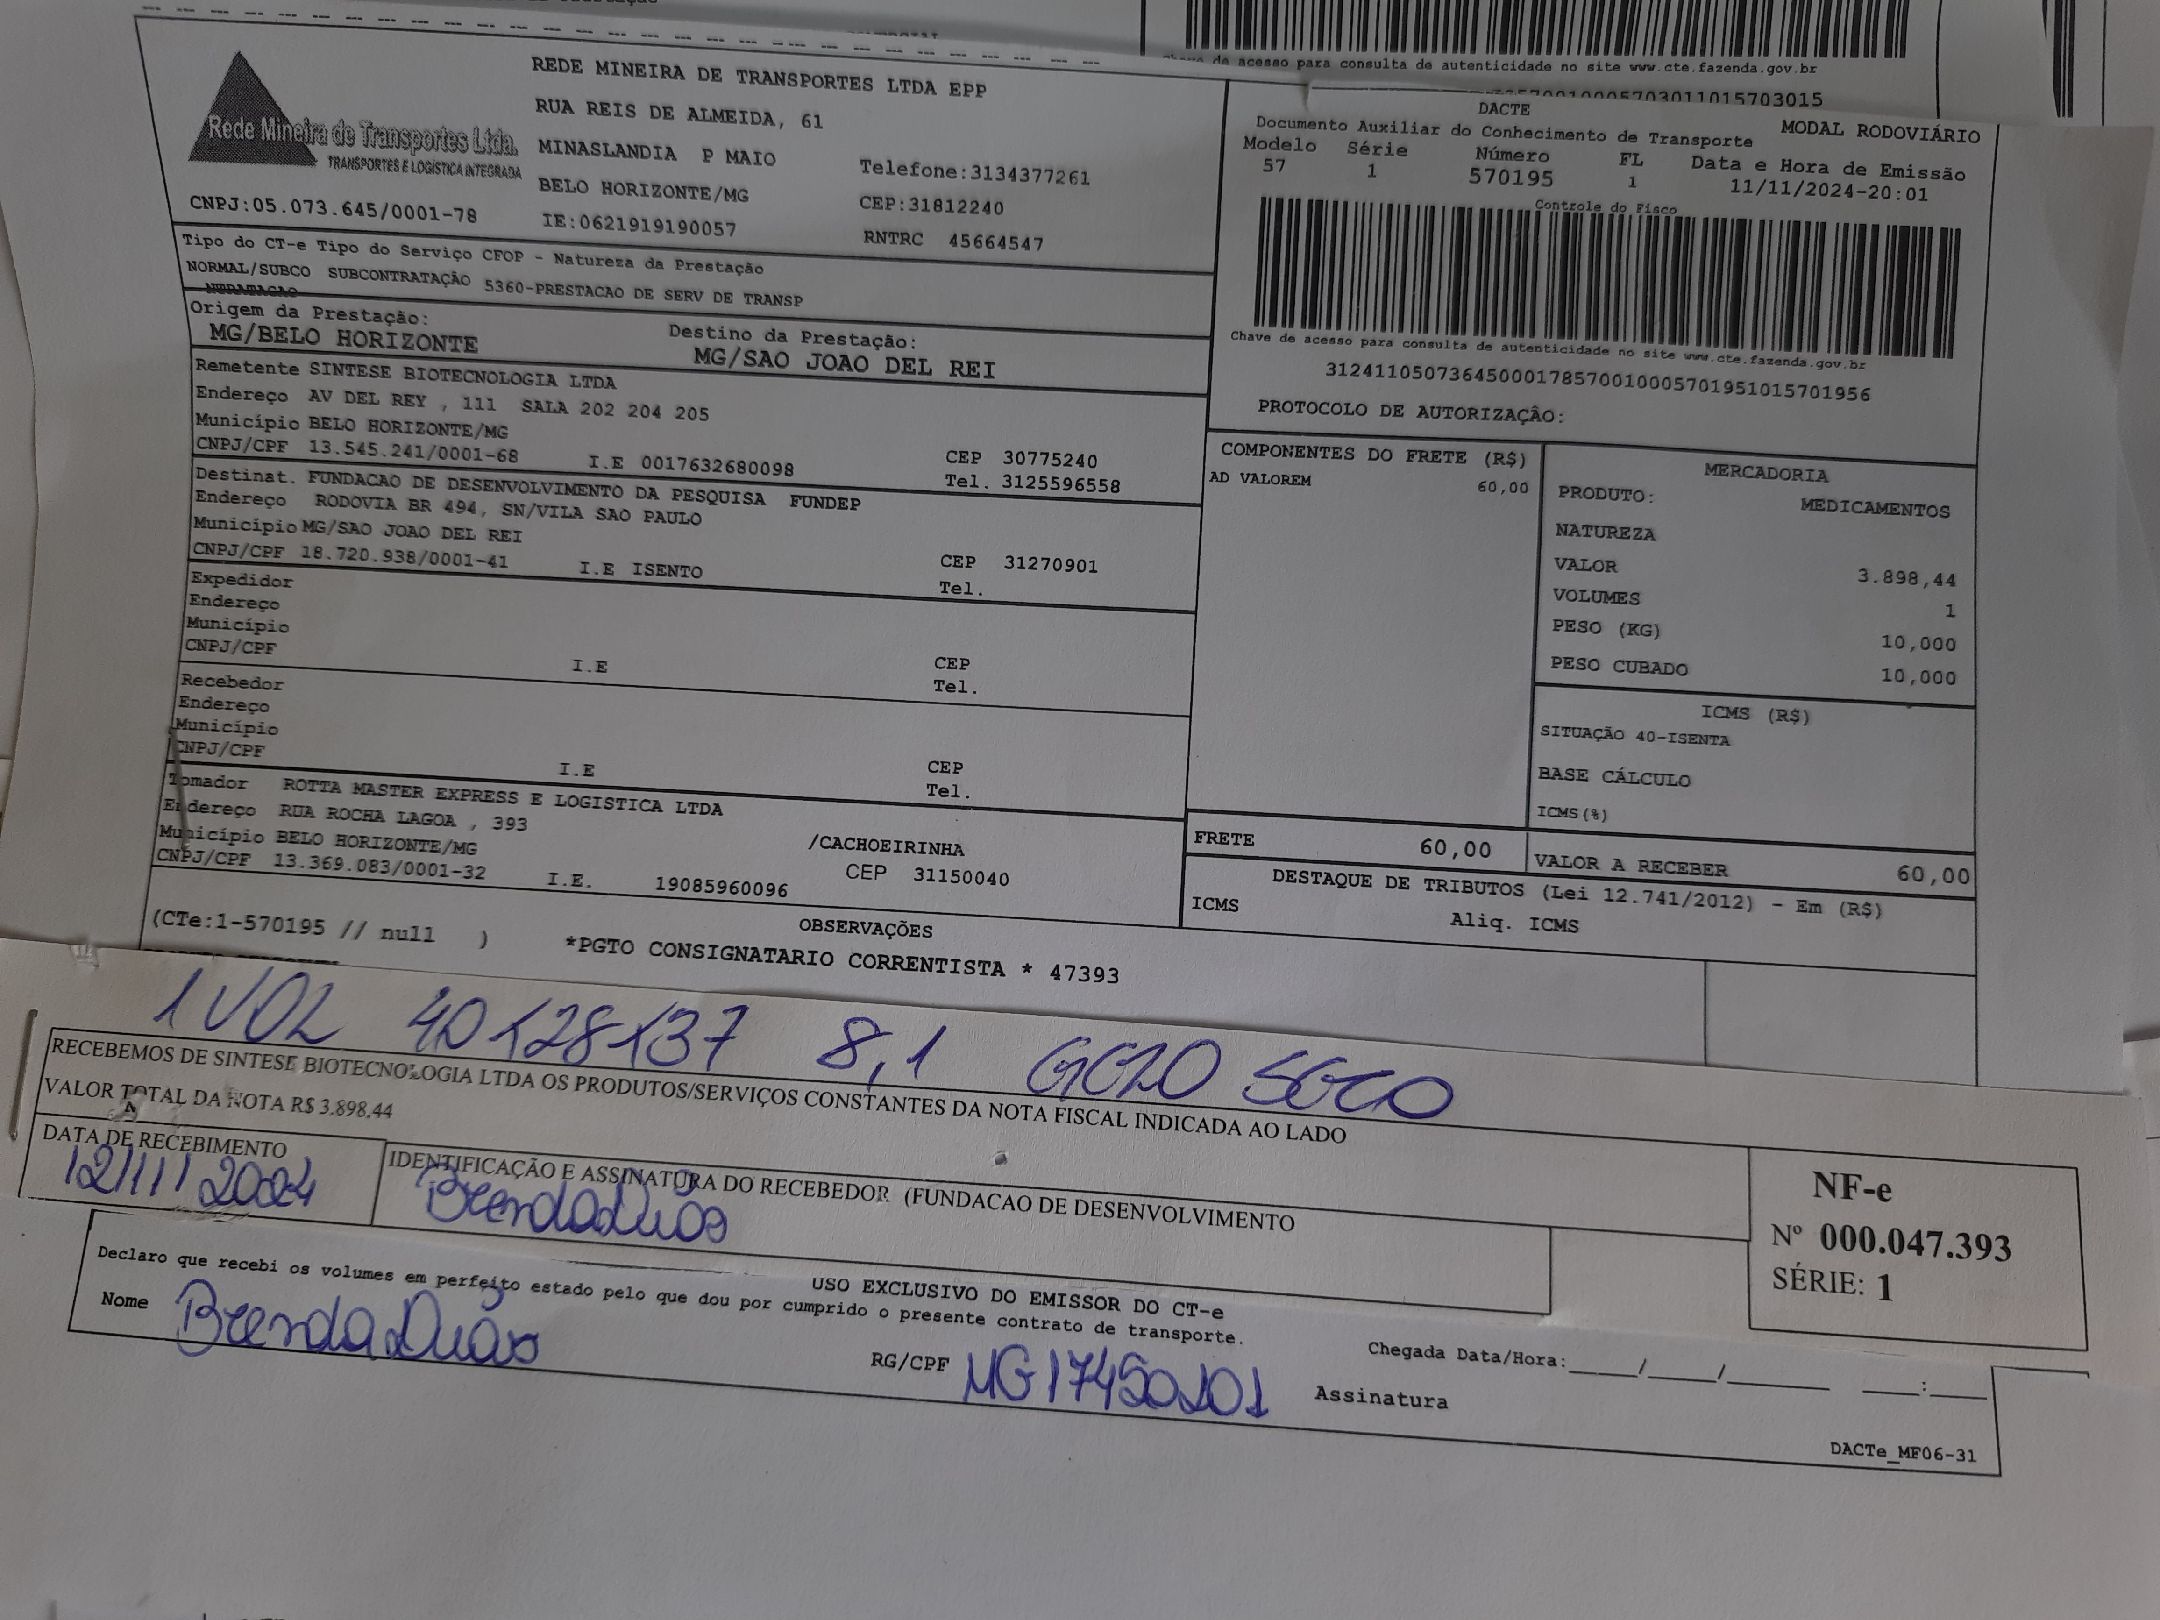 Chave de acesso para consulta de autenticidade no site www.cte.fazenda.gov.br
Rede Mineira de Transportes Ltda.
TRANSPORTES E LOGÍSTICA INTEGRADA
CNPJ:05.073.645/0001-78
REDE MINEIRA DE TRANSPORTES LTDA EPP
RUA REIS DE ALMEIDA, 61
MINASLANDIA P MAIO
Telefone:3134377261
BELO HORIZONTE/MG
CEP:31812240
IE:0621919190057
RNTRC 45664547
DACTE
Documento Auxiliar do Conhecimento de Transporte
MODAL RODOVIÁRIO
Modelo Série Número FL Data e Hora de Emissão
57 1 570195 1 11/11/2024-20:01
Controle do Fisco
Chave de acesso para consulta de autenticidade no site www.cte.fazenda.gov.br
31241105073645000178570010005701951015701956
PROTOCOLO DE AUTORIZAÇÃO:
Tipo do CT-e Tipo do Serviço CFOP - Natureza da Prestação
NORMAL/SUBCO SUBCONTRATAÇÃO 5360-PRESTACAO DE SERV DE TRANSP
NTRATACAO
Origem da Prestação:
MG/BELO HORIZONTE
Destino da Prestação:
MG/SAO JOAO DEL REI
Remetente SINTESE BIOTECNOLOGIA LTDA
Endereço AV DEL REY , 111 SALA 202 204 205
Município BELO HORIZONTE/MG
CEP 30775240
CNPJ/CPF 13.545.241/0001-68 I.E 0017632680098 Tel. 3125596558
Destinat. FUNDACAO DE DESENVOLVIMENTO DA PESQUISA FUNDEP
Endereço RODOVIA BR 494, SN/VILA SAO PAULO
Município MG/SAO JOAO DEL REI
CEP 31270901
CNPJ/CPF 18.720.938/0001-41 I.E ISENTO Tel.
Expedidor
Endereço
Município
CEP
CNPJ/CPF I.E Tel.
Recebedor
Endereço
Município
CEP
CNPJ/CPF I.E Tel.
Tomador ROTTA MASTER EXPRESS E LOGISTICA LTDA
Endereço RUA ROCHA LAGOA , 393 /CACHOEIRINHA
Município BELO HORIZONTE/MG CEP 31150040
CNPJ/CPF 13.369.083/0001-32 I.E. 19085960096
COMPONENTES DO FRETE (R$)
AD VALOREM 60,00
MERCADORIA
PRODUTO: MEDICAMENTOS
NATUREZA
VALOR 3.898,44
VOLUMES 1
PESO (KG) 10,000
PESO CUBADO 10,000
ICMS (R$)
SITUAÇÃO 40-ISENTA
BASE CÁLCULO
ICMS(%)
FRETE 60,00
VALOR A RECEBER 60,00
DESTAQUE DE TRIBUTOS (Lei 12.741/2012) - Em (R$)
ICMS Aliq. ICMS
OBSERVAÇÕES
(CTe:1-570195 // null ) *PGTO CONSIGNATARIO CORRENTISTA * 47393
1 VOL 40x28x37 8,1 GELO SECO
RECEBEMOS DE SINTESE BIOTECNOLOGIA LTDA OS PRODUTOS/SERVIÇOS CONSTANTES DA NOTA FISCAL INDICADA AO LADO
VALOR TOTAL DA NOTA R$ 3.898,44
DATA DE RECEBIMENTO
12/11/2024
IDENTIFICAÇÃO E ASSINATURA DO RECEBEDOR (FUNDACAO DE DESENVOLVIMENTO
Brenda Dias
NF-e
Nº 000.047.393
SÉRIE: 1
USO EXCLUSIVO DO EMISSOR DO CT-e
Declaro que recebi os volumes em perfeito estado pelo que dou por cumprido o presente contrato de transporte.
Nome Brenda Dias
RG/CPF MG17450101
Chegada Data/Hora:____/____/______ ____:____
Assinatura
DACTe_MF06-31